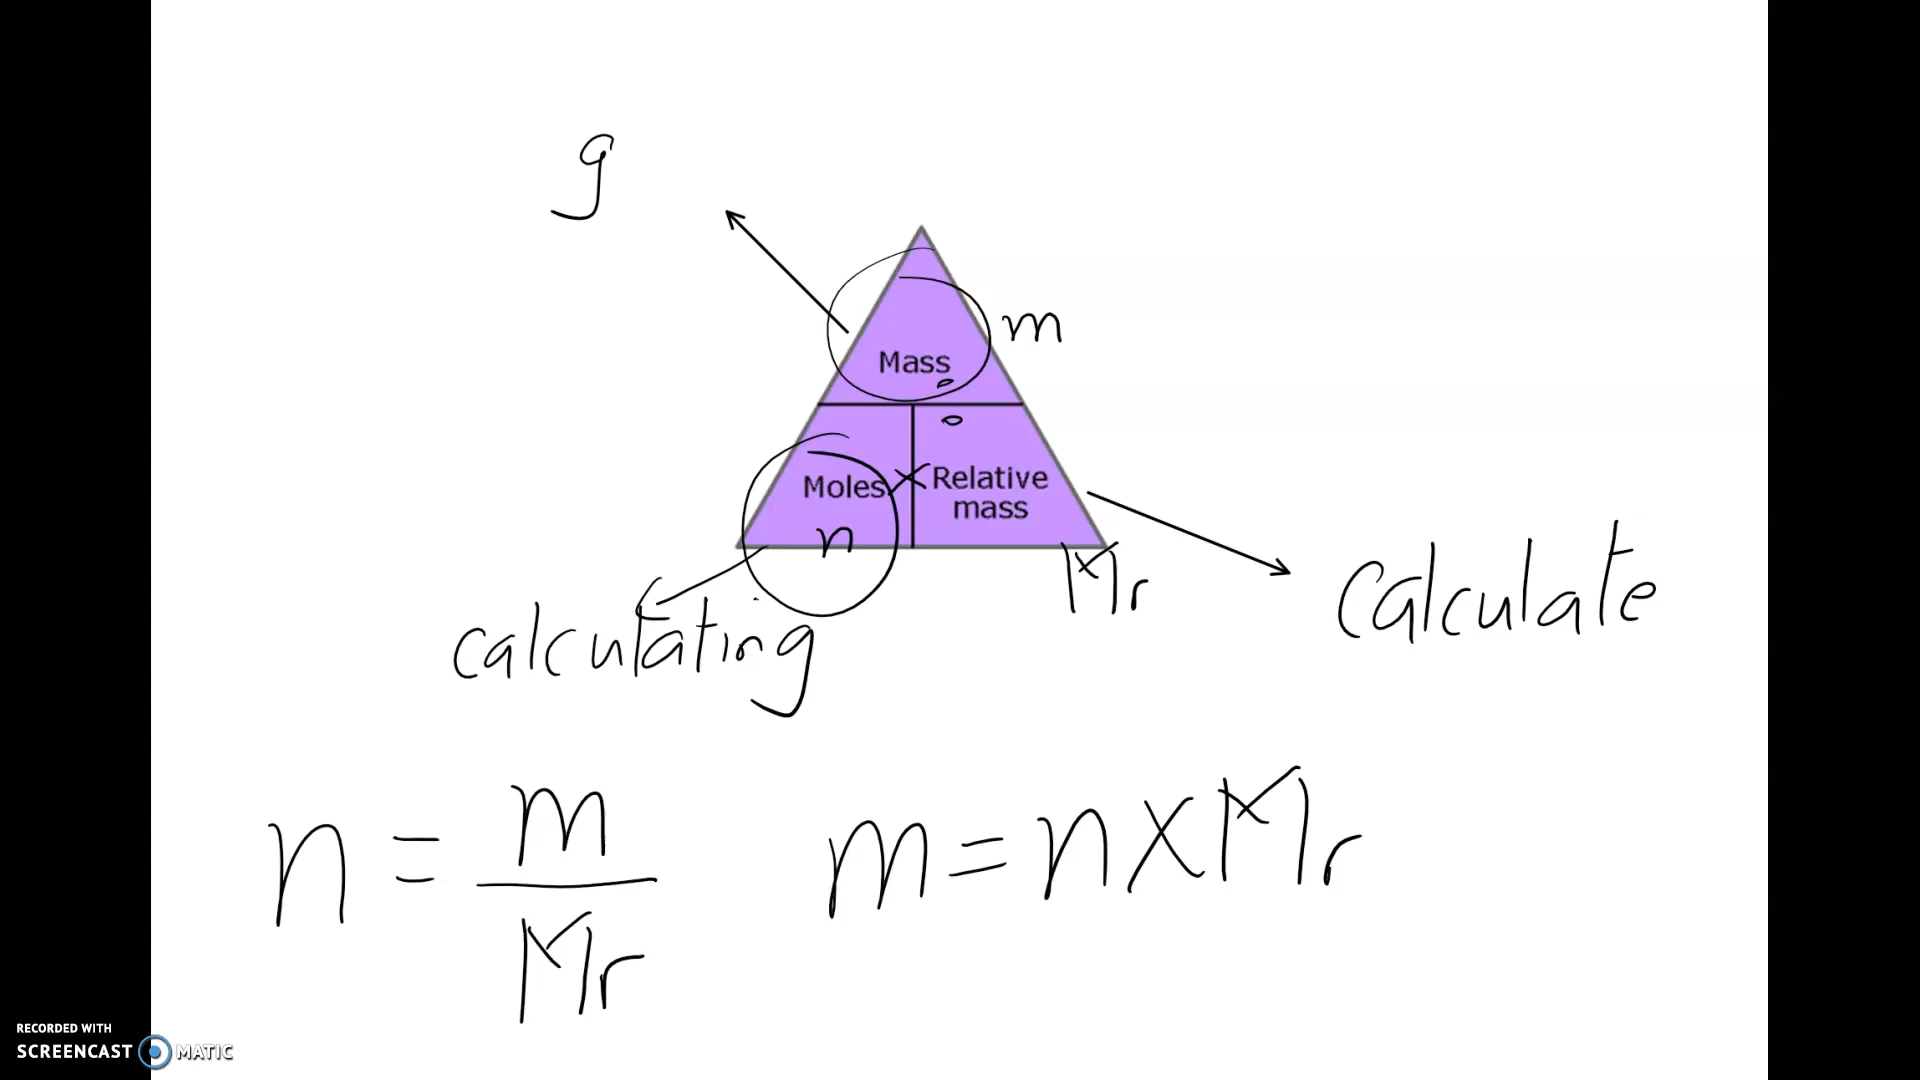 g
m
Mass
Moles × Relative
mass
n
Mr
calculate
calculating
n = m/Mr
m = n × Mr
RECORDED WITH
SCREENCAST MATIC